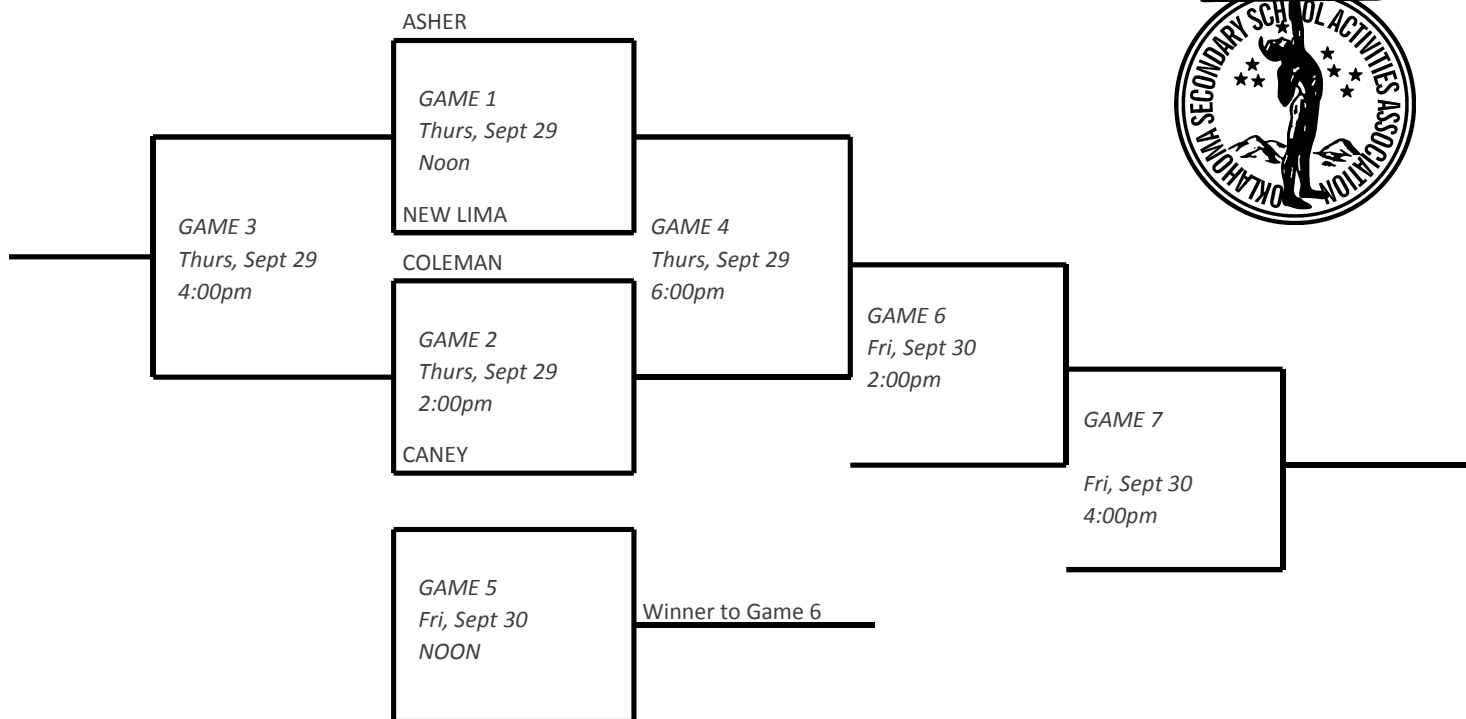 OKLAHOMA SECONDARY SCHOOL ACTIVITIES ASSOCIATION
ASHER
GAME 1
Thurs, Sept 29
Noon
NEW LIMA
GAME 3
Thurs, Sept 29
4:00pm
GAME 4
Thurs, Sept 29
6:00pm
COLEMAN
GAME 2
Thurs, Sept 29
2:00pm
CANEY
GAME 6
Fri, Sept 30
2:00pm
GAME 7
Fri, Sept 30
4:00pm
GAME 5
Fri, Sept 30
NOON
Winner to Game 6